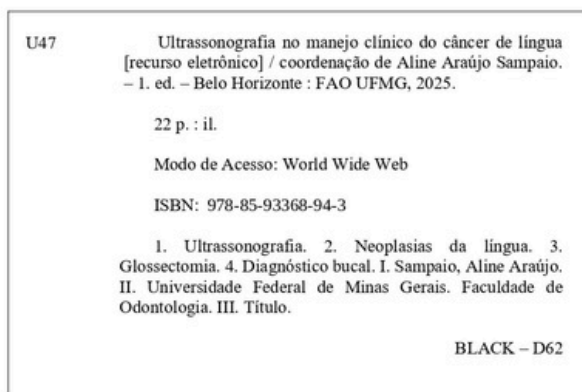 U47 Ultrassonografia no manejo clínico do câncer de língua
[recurso eletrônico] / coordenação de Aline Araújo Sampaio.
– 1. ed. – Belo Horizonte : FAO UFMG, 2025.
22 p. : il.
Modo de Acesso: World Wide Web
ISBN: 978-85-93368-94-3
1. Ultrassonografia. 2. Neoplasias da língua. 3.
Glossectomia. 4. Diagnóstico bucal. I. Sampaio, Aline Araújo.
II. Universidade Federal de Minas Gerais. Faculdade de
Odontologia. III. Título.
BLACK – D62